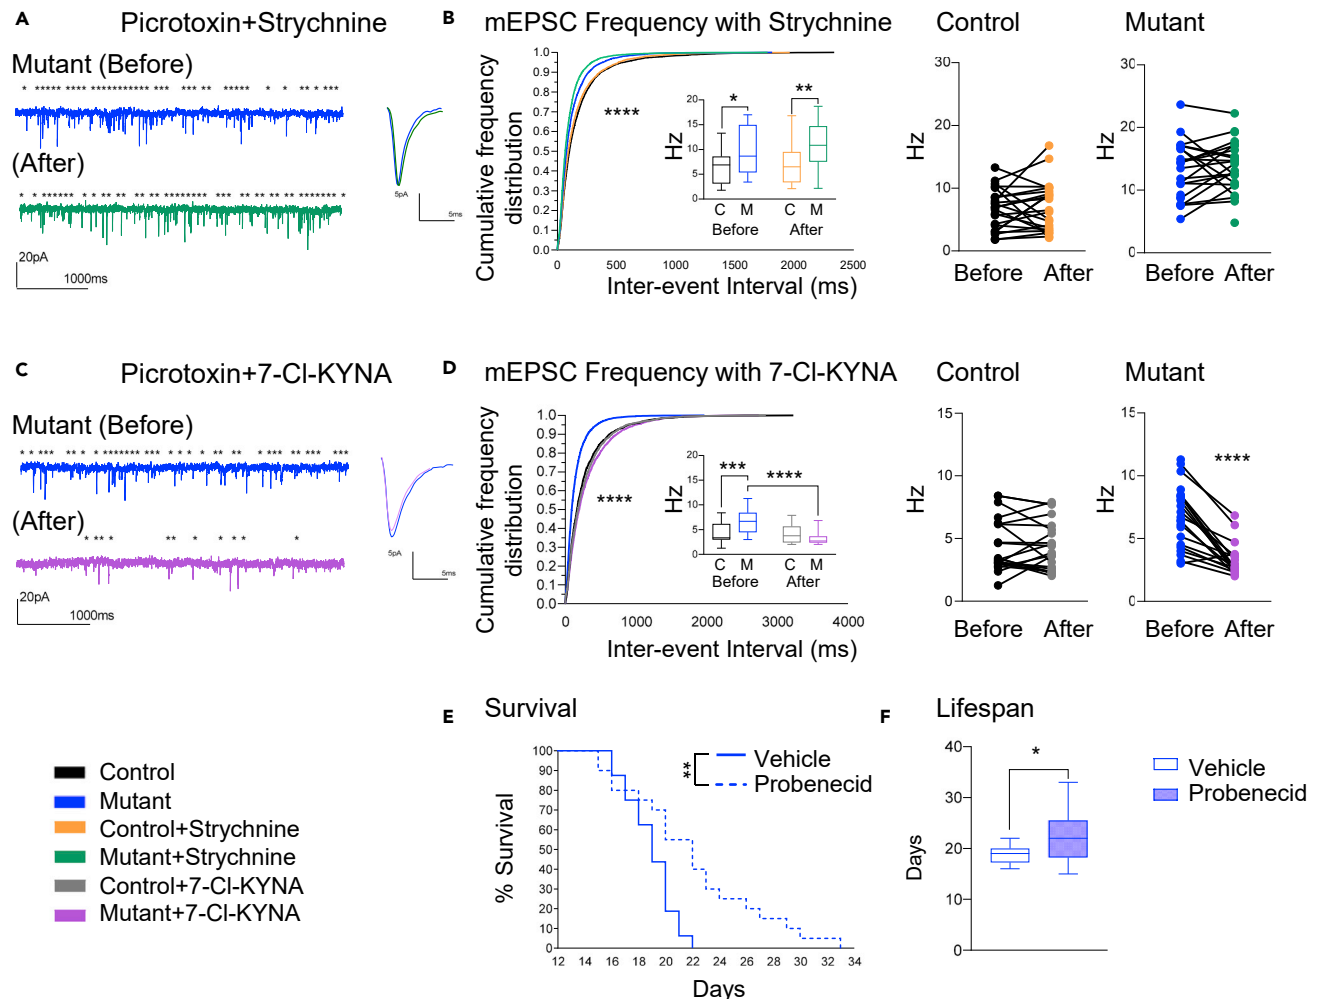 A
Picrotoxin+Strychnine
Mutant (Before)
(After)
20pA
1000ms
5pA
5ms
B
mEPSC Frequency with Strychnine
Cumulative frequency
distribution
1.0
0.9
0.8
0.7
0.6
0.5
0.4
0.3
0.2
0.1
0.0
0 500 1000 1500 2000 2500
Inter-event Interval (ms)
****
Hz
20
15
10
5
0
* **
C M C M
Before After
Control
Hz
30
20
10
0
Before After
Mutant
Hz
30
20
10
0
Before After
C
Picrotoxin+7-Cl-KYNA
Mutant (Before)
(After)
20pA
1000ms
5pA
5ms
D
mEPSC Frequency with 7-Cl-KYNA
Cumulative frequency
distribution
1.0
0.9
0.8
0.7
0.6
0.5
0.4
0.3
0.2
0.1
0.0
0 1000 2000 3000 4000
Inter-event Interval (ms)
****
Hz
20
15
10
5
0
*** ****
C M C M
Before After
Control
Hz
15
10
5
0
Before After
Mutant
Hz
15
10
5
0
****
Before After
Control
Mutant
Control+Strychnine
Mutant+Strychnine
Control+7-Cl-KYNA
Mutant+7-Cl-KYNA
E
Survival
% Survival
100
90
80
70
60
50
40
30
20
10
0
12 14 16 18 20 22 24 26 28 30 32 34
Days
**
Vehicle
Probenecid
F
Lifespan
Days
40
30
20
10
0
*
Vehicle
Probenecid